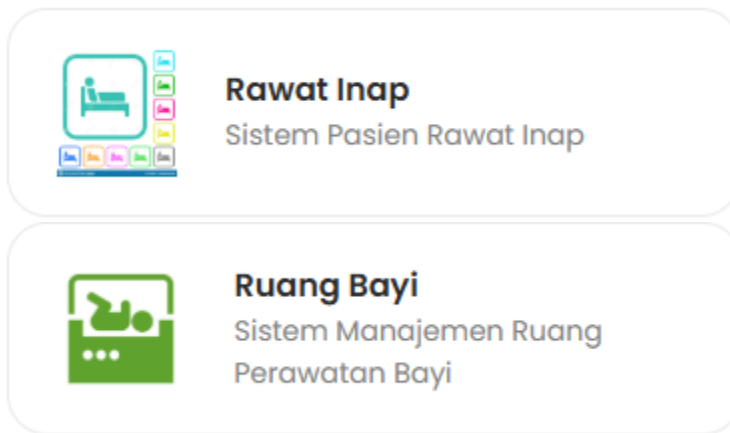 Rawat Inap
Sistem Pasien Rawat Inap
Ruang Bayi
Sistem Manajemen Ruang
Perawatan Bayi